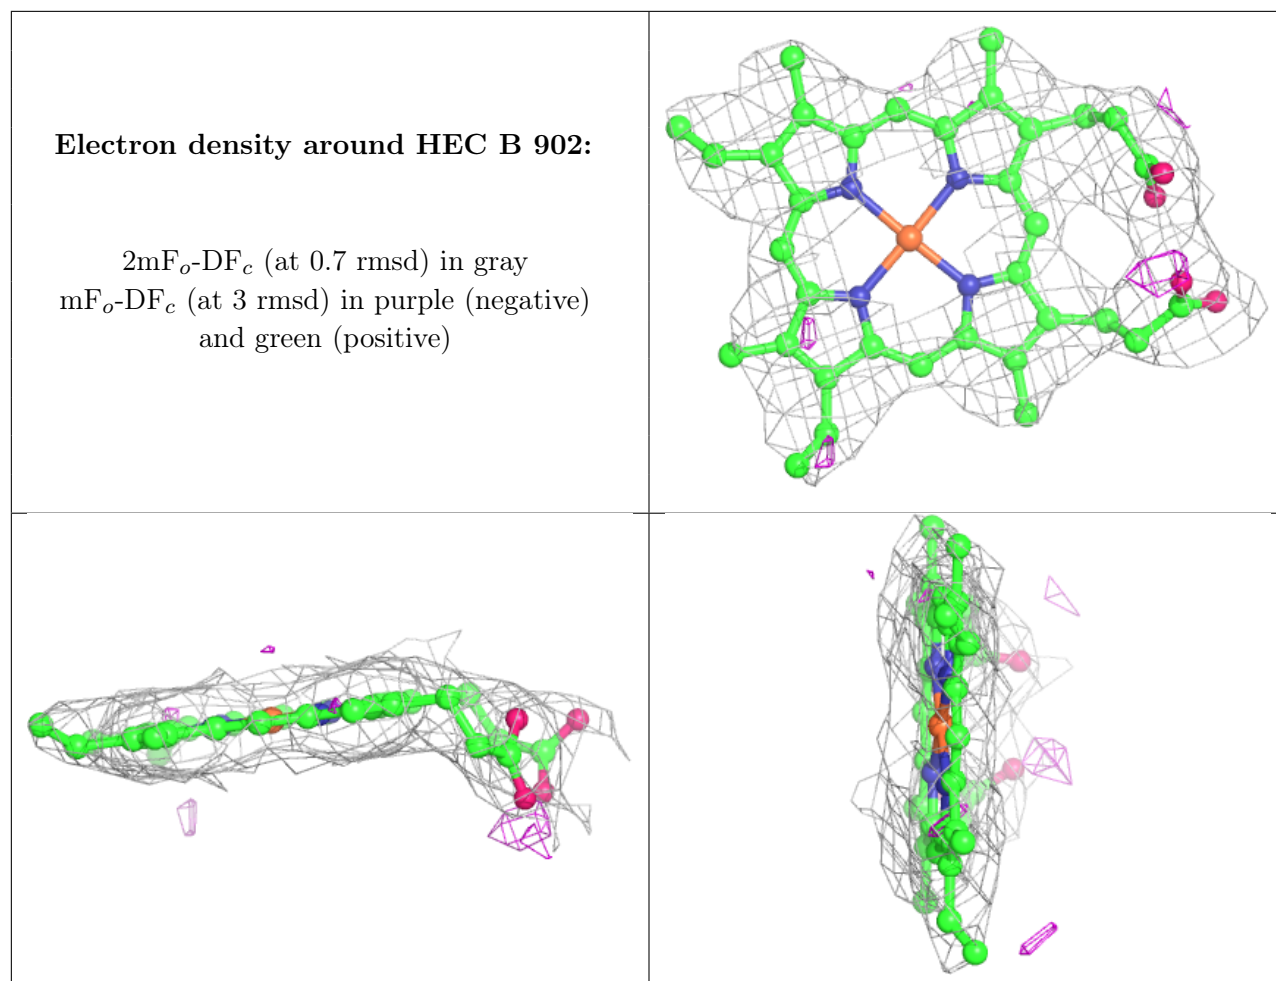 Electron density around HEC B 902:
2mFo-DFc (at 0.7 rmsd) in gray
mFo-DFc (at 3 rmsd) in purple (negative)
and green (positive)